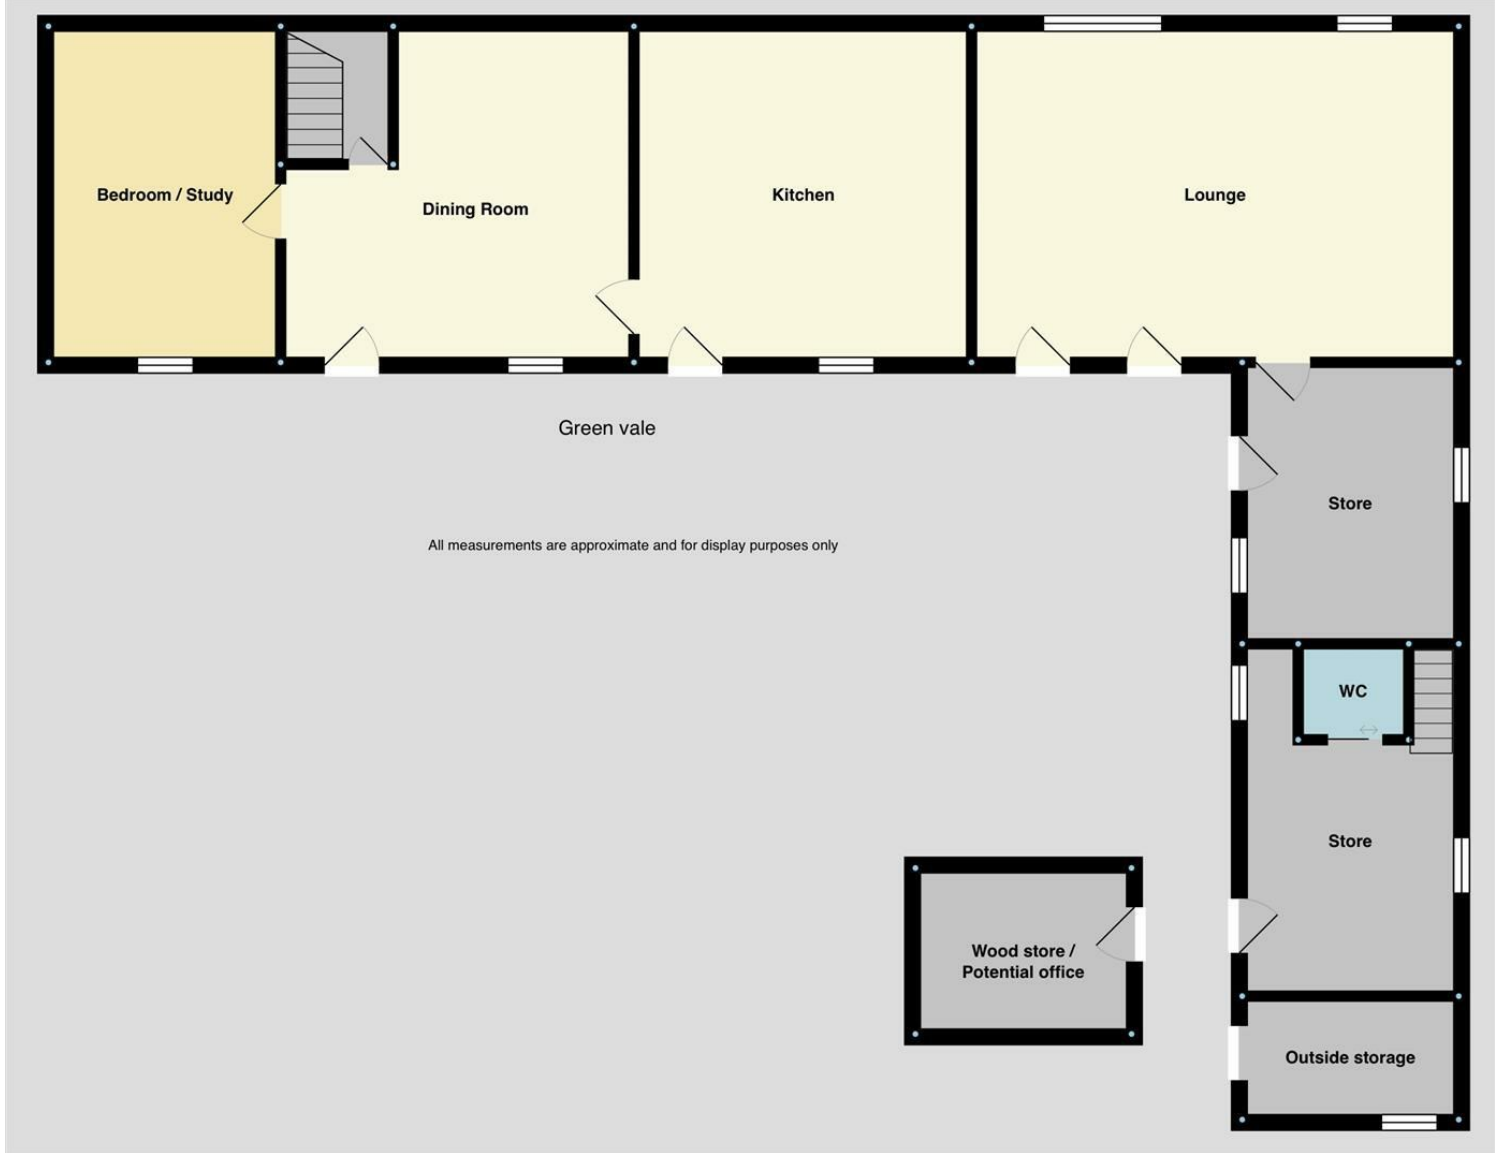 Bedroom / Study
Dining Room
Kitchen
Lounge
Green vale
Store
All measurements are approximate and for display purposes only
WC
Store
Wood store /
Potential office
Outside storage